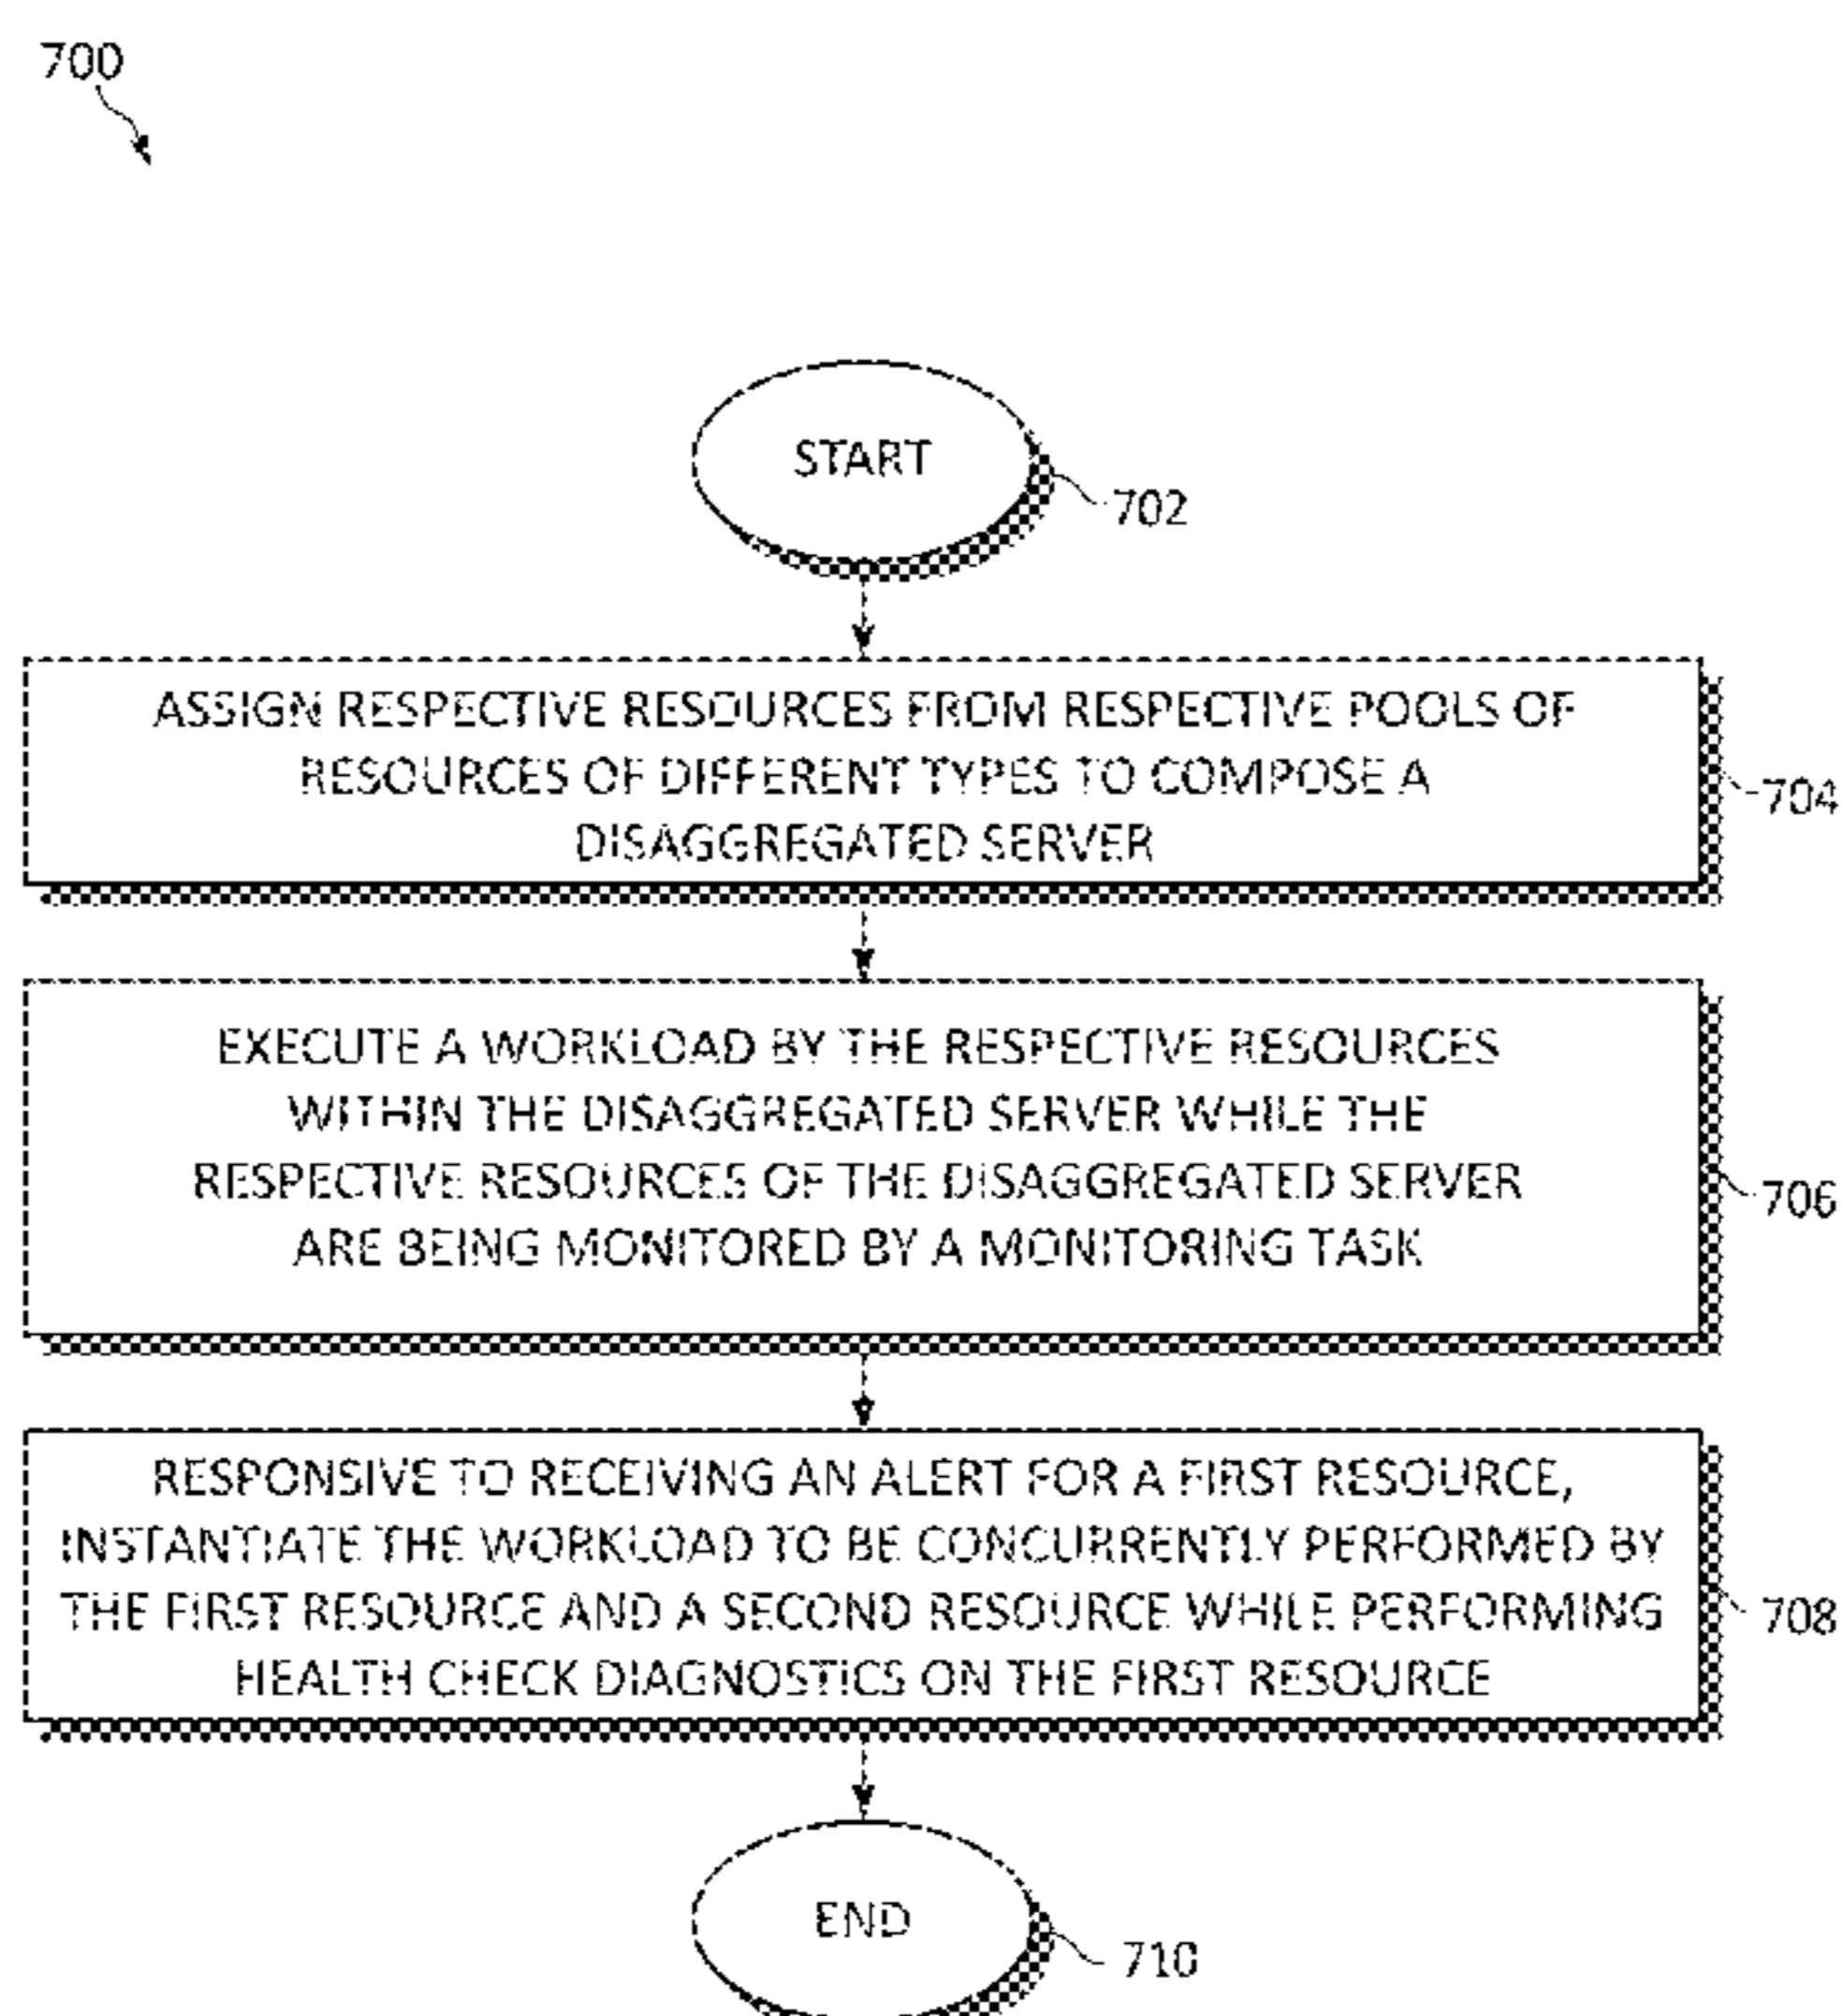 700
START
702
ASSIGN RESPECTIVE RESOURCES FROM RESPECTIVE POOLS OF
RESOURCES OF DIFFERENT TYPES TO COMPOSE A
DISAGGREGATED SERVER
704
EXECUTE A WORKLOAD BY THE RESPECTIVE RESOURCES
WITHIN THE DISAGGREGATED SERVER WHILE THE
RESPECTIVE RESOURCES OF THE DISAGGREGATED SERVER
ARE BEING MONITORED BY A MONITORING TASK
706
RESPONSIVE TO RECEIVING AN ALERT FOR A FIRST RESOURCE,
INSTANTIATE THE WORKLOAD TO BE CONCURRENTLY PERFORMED BY
THE FIRST RESOURCE AND A SECOND RESOURCE WHILE PERFORMING
HEALTH CHECK DIAGNOSTICS ON THE FIRST RESOURCE
708
END
710